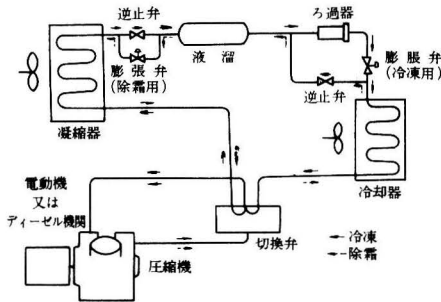 逆止弁
ろ過器
液溜
膨張弁
(除霜用)
膨張弁
(冷凍用)
逆止弁
凝縮器
冷却器
電動機
又は
ディーゼル機関
切換弁
圧縮機
冷凍
除霜